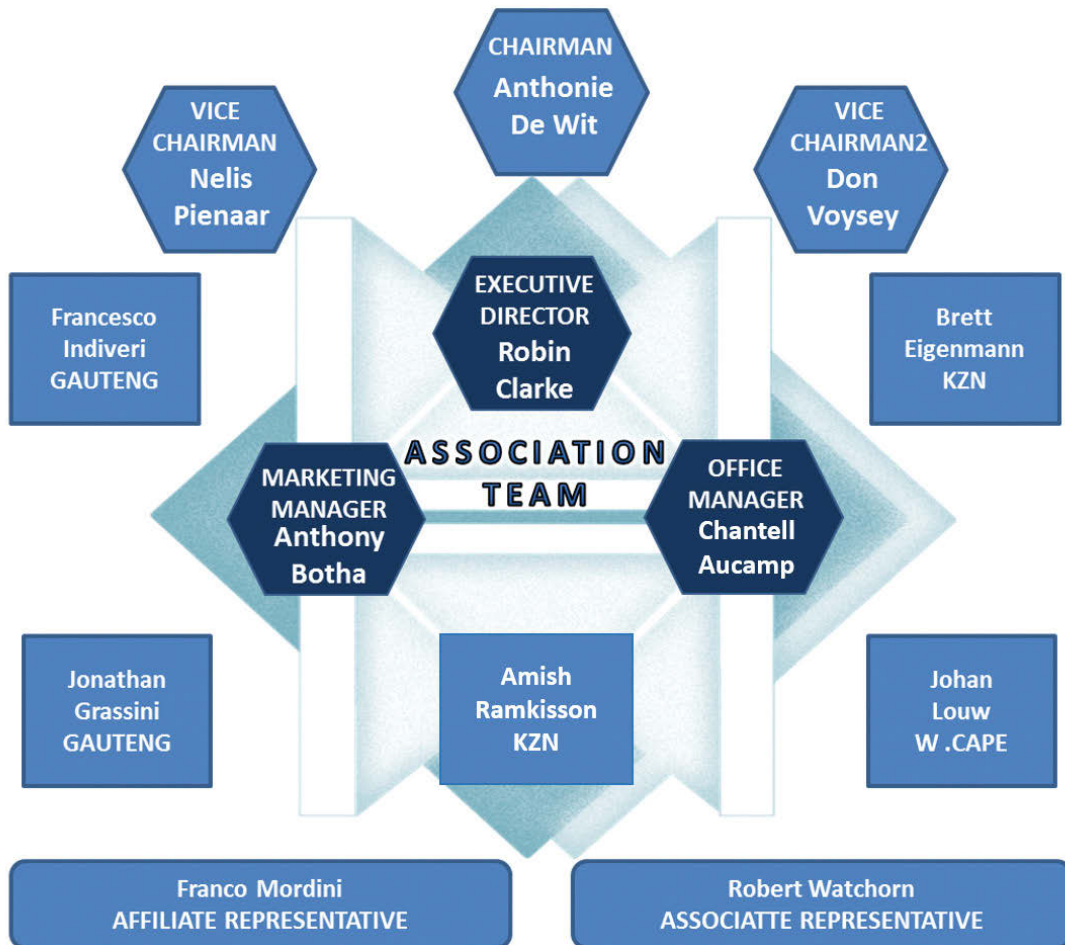 CHAIRMAN
Anthonie
De Wit
VICE
CHAIRMAN
Nelis
Pienaar
VICE
CHAIRMAN2
Don
Voysey
Francesco
Indiveri
GAUTENG
EXECUTIVE
DIRECTOR
Robin
Clarke
Brett
Eigenmann
KZN
ASSOCIATION
TEAM
MARKETING
MANAGER
Anthony
Botha
OFFICE
MANAGER
Chantell
Aucamp
Jonathan
Grassini
GAUTENG
Amish
Ramkisson
KZN
Johan
Louw
W .CAPE
Franco Mordini
AFFILIATE REPRESENTATIVE
Robert Watchorn
ASSOCIATTE REPRESENTATIVE